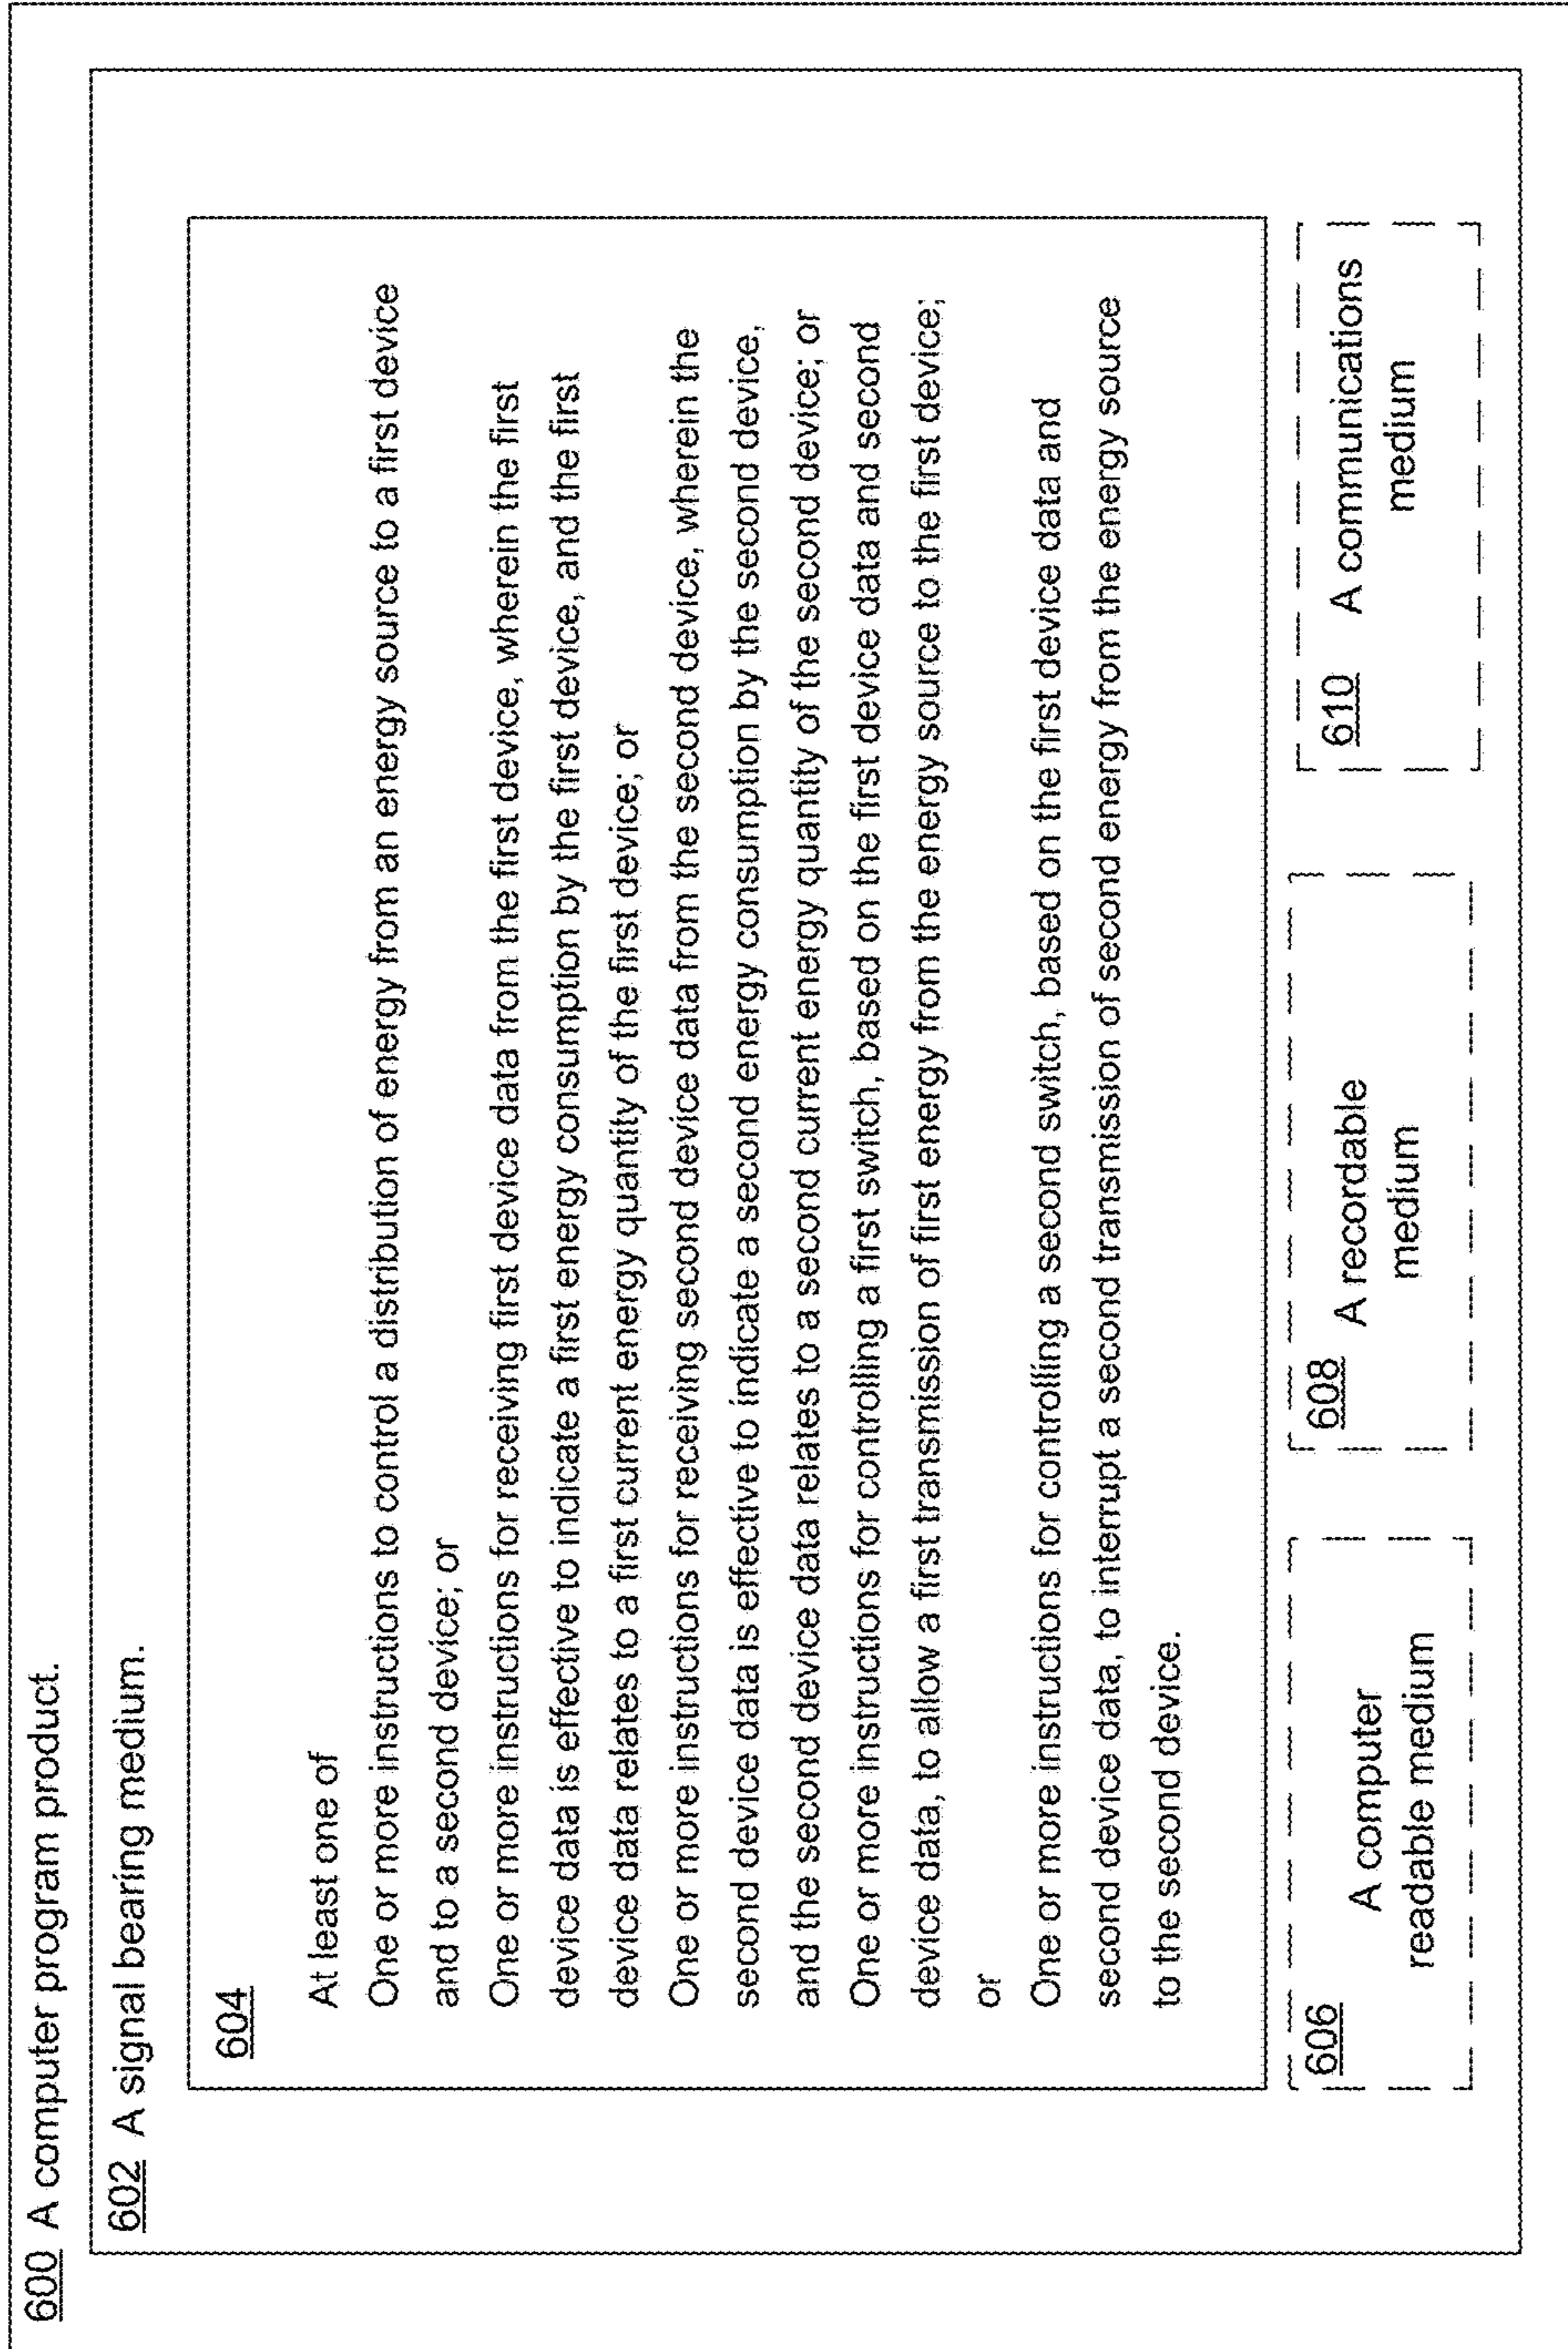 600 A computer program product.
602 A signal bearing medium.
604
At least one of
One or more instructions to control a distribution of energy from an energy source to a first device
and to a second device; or
One or more instructions for receiving first device data from the first device, wherein the first
device data is effective to indicate a first energy consumption by the first device, and the first
device data relates to a first current energy quantity of the first device; or
One or more instructions for receiving second device data from the second device, wherein the
second device data is effective to indicate a second energy consumption by the second device,
and the second device data relates to a second current energy quantity of the second device; or
One or more instructions for controlling a first switch, based on the first device data and second
device data, to allow a first transmission of first energy from the energy source to the first device;
or
One or more instructions for controlling a second switch, based on the first device data and
second device data, to interrupt a second transmission of second energy from the energy source
to the second device.
606
A computer
readable medium
608
A recordable
medium
610
A communications
medium